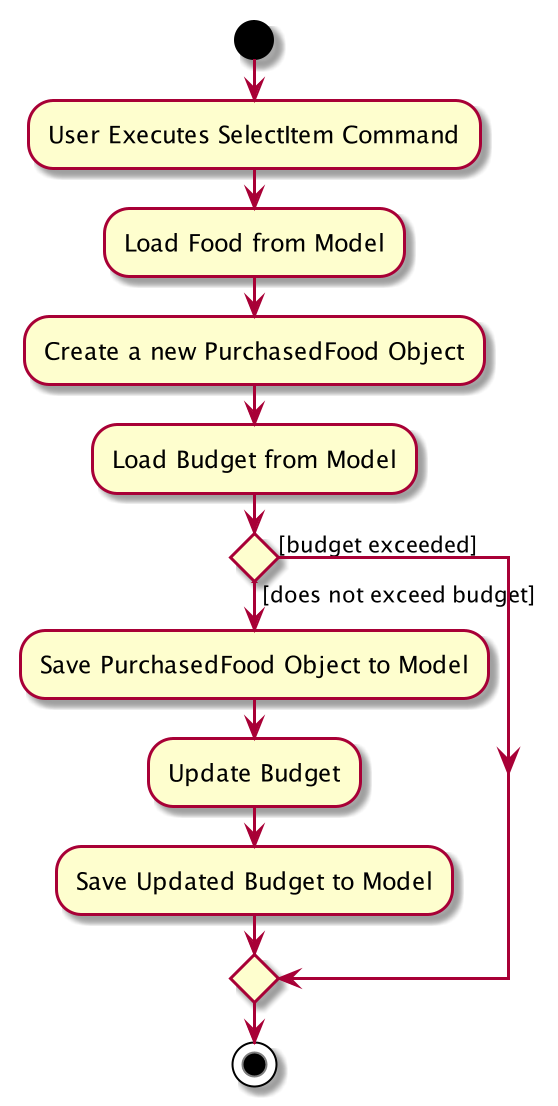 User Executes SelectItem Command
Load Food from Model
Create a new PurchasedFood Object
Load Budget from Model
[budget exceeded]
[does not exceed budget]
Save PurchasedFood Object to Model
Update Budget
Save Updated Budget to Model